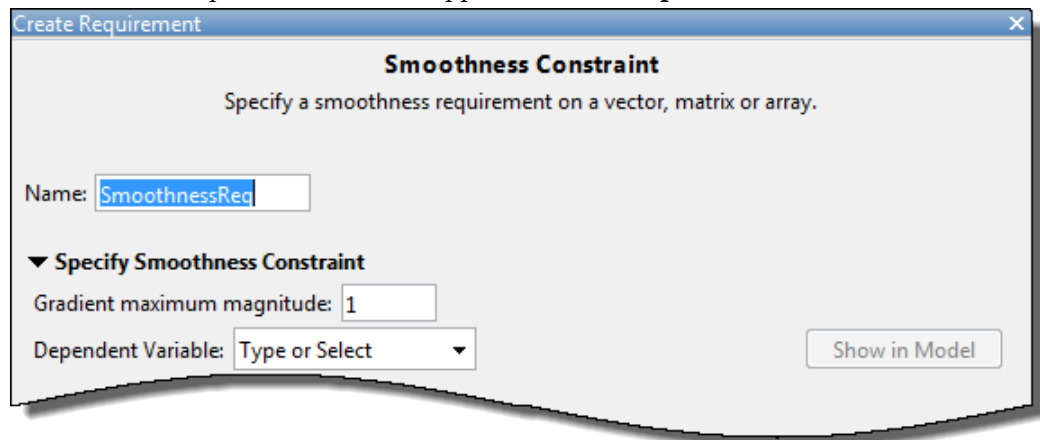 Create Requirement
Smoothness Constraint
Specify a smoothness requirement on a vector, matrix or array.
Name: SmoothnessReq
Specify Smoothness Constraint
Gradient maximum magnitude: 1
Dependent Variable: Type or Select Show in Model